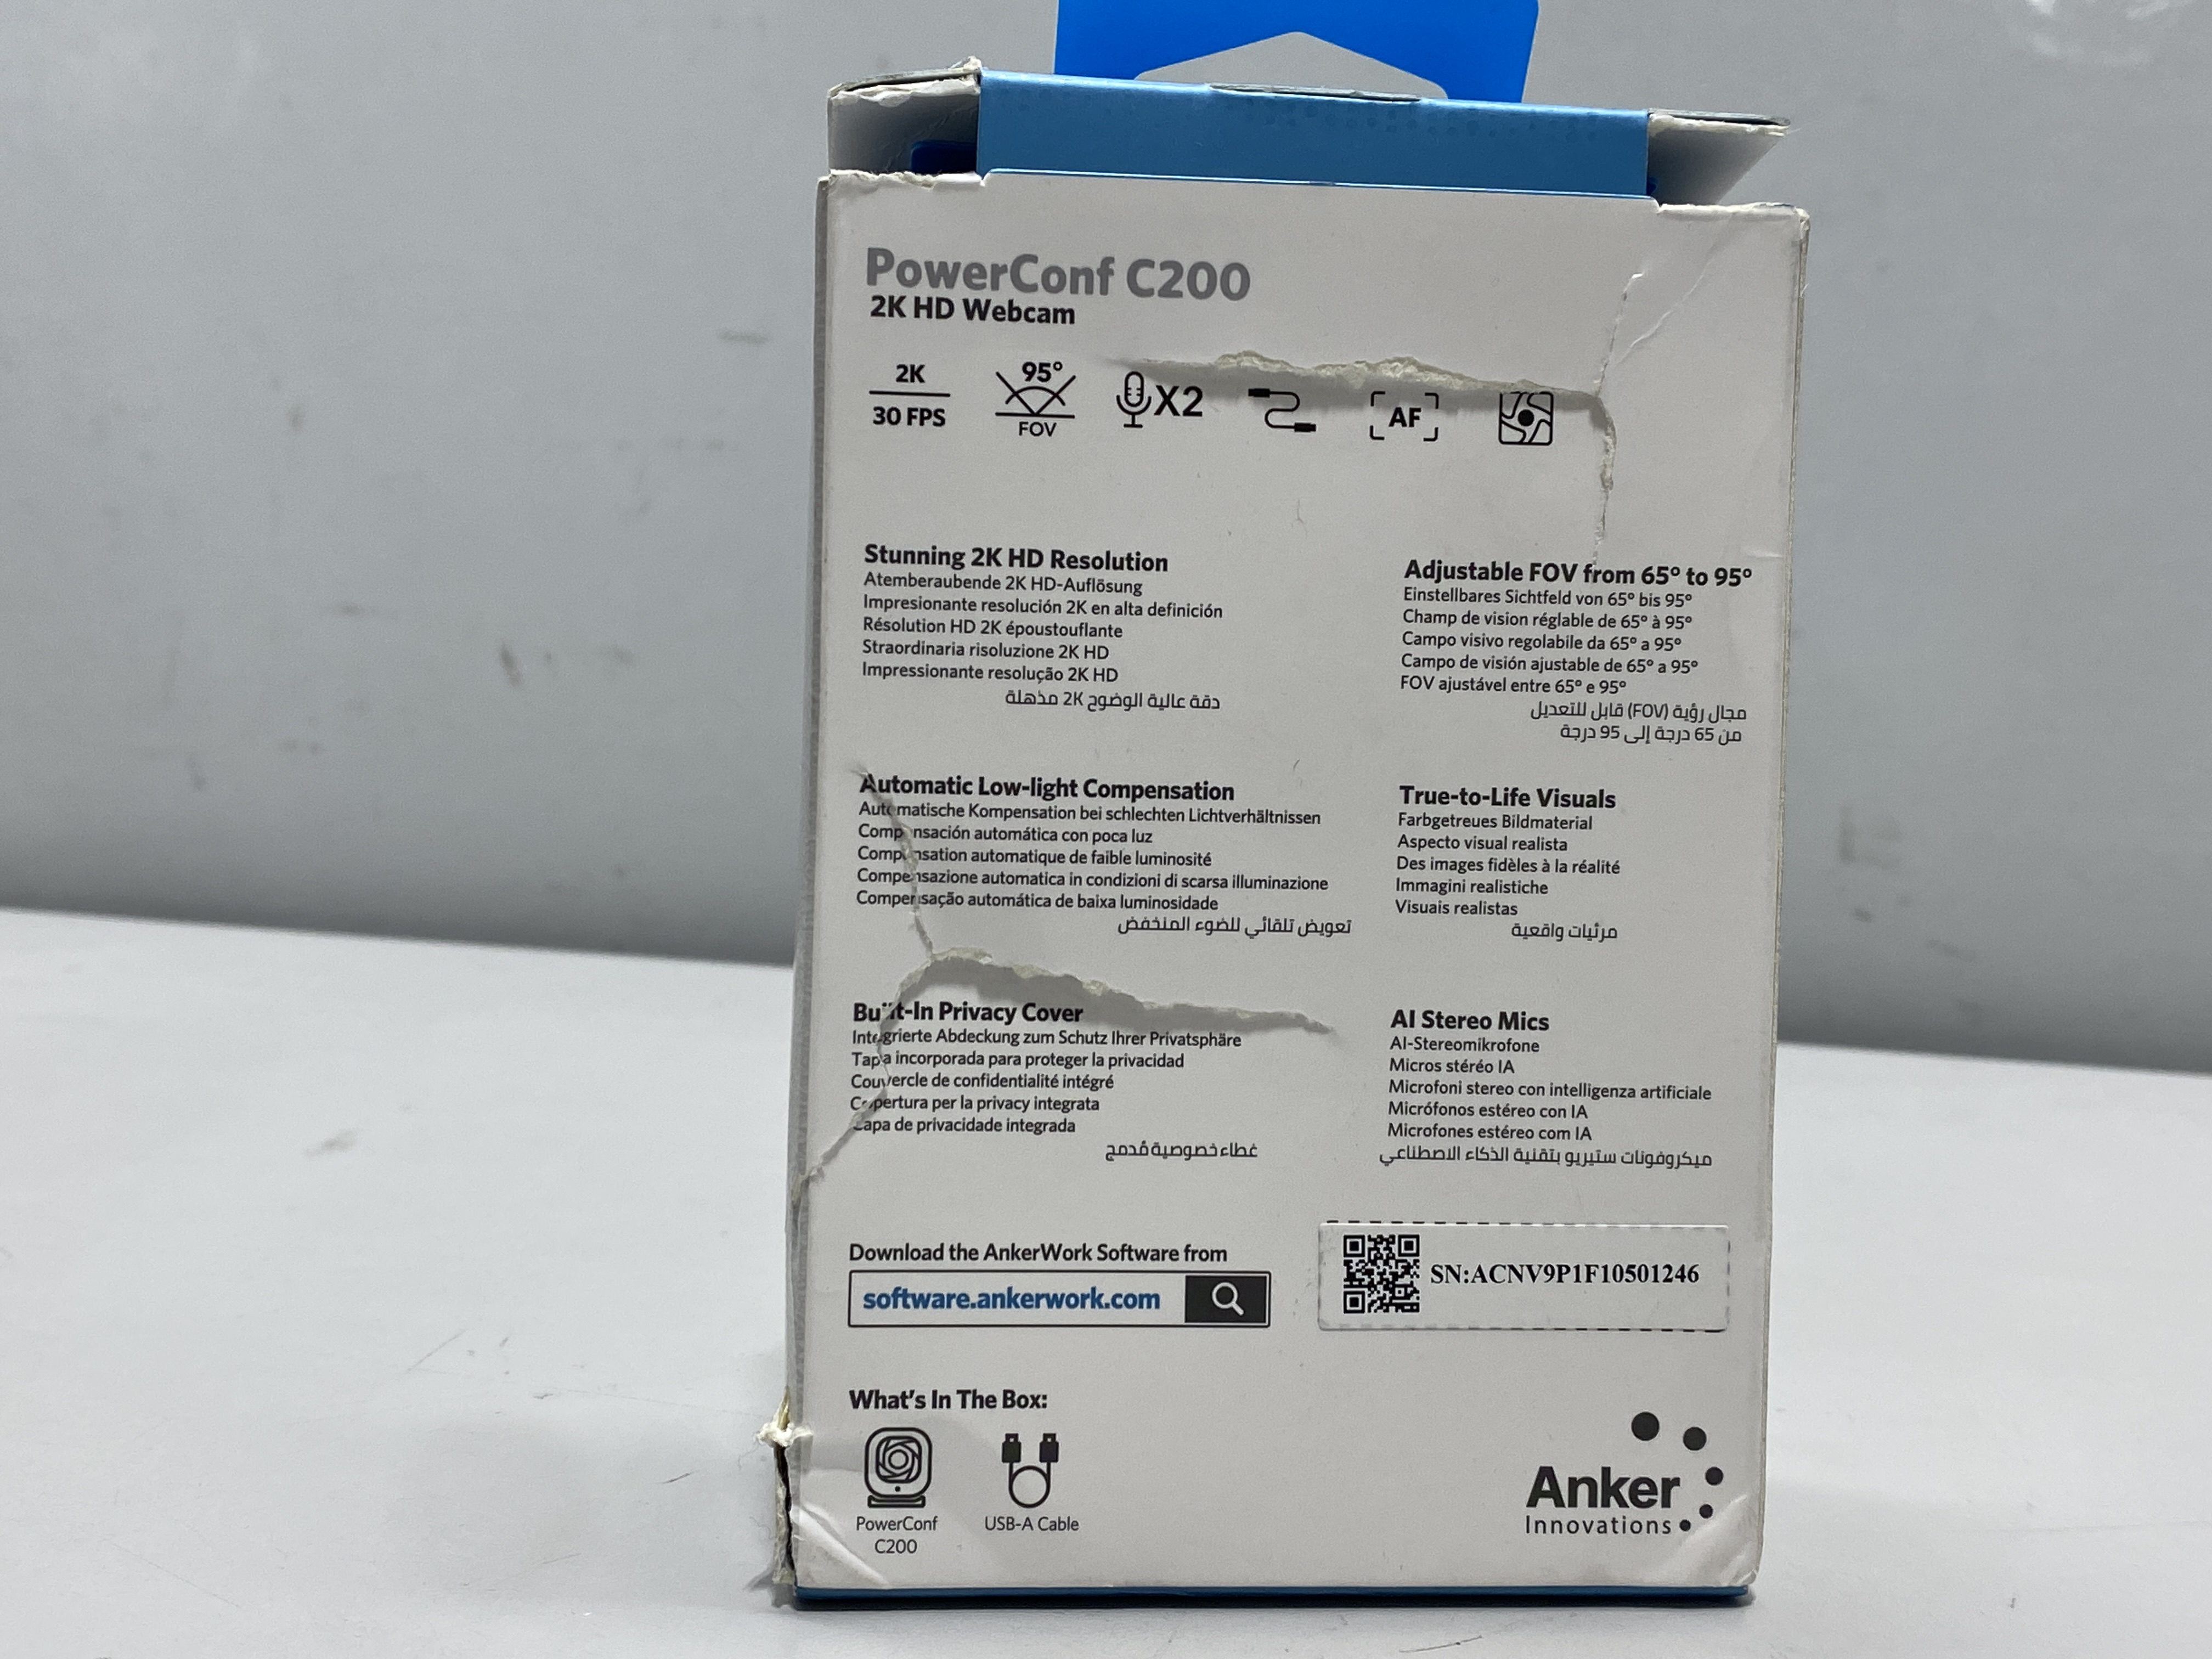 PowerConf C200
2K HD Webcam
2K
30 FPS
95°
FOV
X2
AF
Stunning 2K HD Resolution
Atemberaubende 2K HD-Auflösung
Impresionante resolución 2K en alta definición
Résolution HD 2K époustouflante
Straordinaria risoluzione 2K HD
Impressionante resolução 2K HD
دقة عالية الوضوح 2K مذهلة
Adjustable FOV from 65° to 95°
Einstellbares Sichtfeld von 65° bis 95°
Champ de vision réglable de 65° à 95°
Campo visivo regolabile da 65° a 95°
Campo de visión ajustable de 65° a 95°
FOV ajustável entre 65° e 95°
مجال رؤية (FOV) قابل للتعديل
من 65 درجة إلى 95 درجة
Automatic Low-light Compensation
Automatische Kompensation bei schlechten Lichtverhältnissen
Compensación automática con poca luz
Compensation automatique de faible luminosité
Compensazione automatica in condizioni di scarsa illuminazione
Compensação automática de baixa luminosidade
تعويض تلقائي للضوء المنخفض
True-to-Life Visuals
Farbgetreues Bildmaterial
Aspecto visual realista
Des images fidèles à la réalité
Immagini realistiche
Visuais realistas
مرئيات واقعية
Built-In Privacy Cover
Integrierte Abdeckung zum Schutz Ihrer Privatsphäre
Tapa incorporada para proteger la privacidad
Couvercle de confidentialité intégré
Copertura per la privacy integrata
Capa de privacidade integrada
غطاء خصوصية مُدمج
AI Stereo Mics
AI-Stereomikrofone
Micros stéréo IA
Microfoni stereo con intelligenza artificiale
Micrófonos estéreo con IA
Microfones estéreo com IA
ميكروفونات ستيريو بتقنية الذكاء الاصطناعي
Download the AnkerWork Software from
software.ankerwork.com
SN:ACNV9P1F10501246
What's In The Box:
PowerConf
C200
USB-A Cable
Anker
Innovations